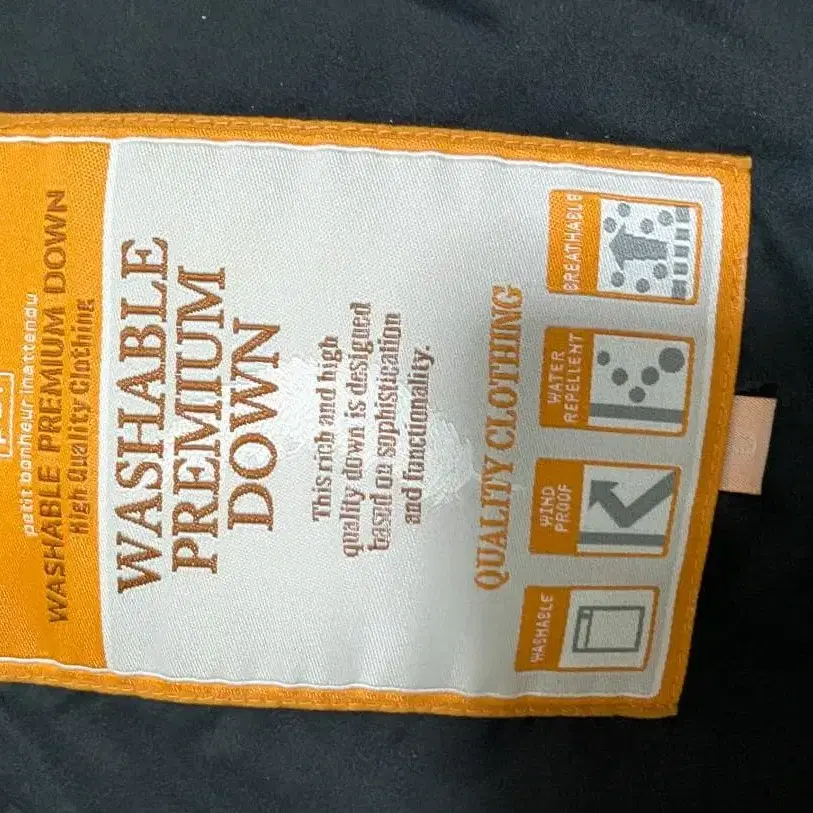 petit bonheur inattendu
WASHABLE PREMIUM DOWN
High Quality Clothing
WASHABLE
PREMIUM
DOWN
This rich and high
quality down is designed
based on sophistication
and functionality.
QUALITY CLOTHING
WASHABLE
WIND
PROOF
WATER
REPELLENT
BREATHABLE